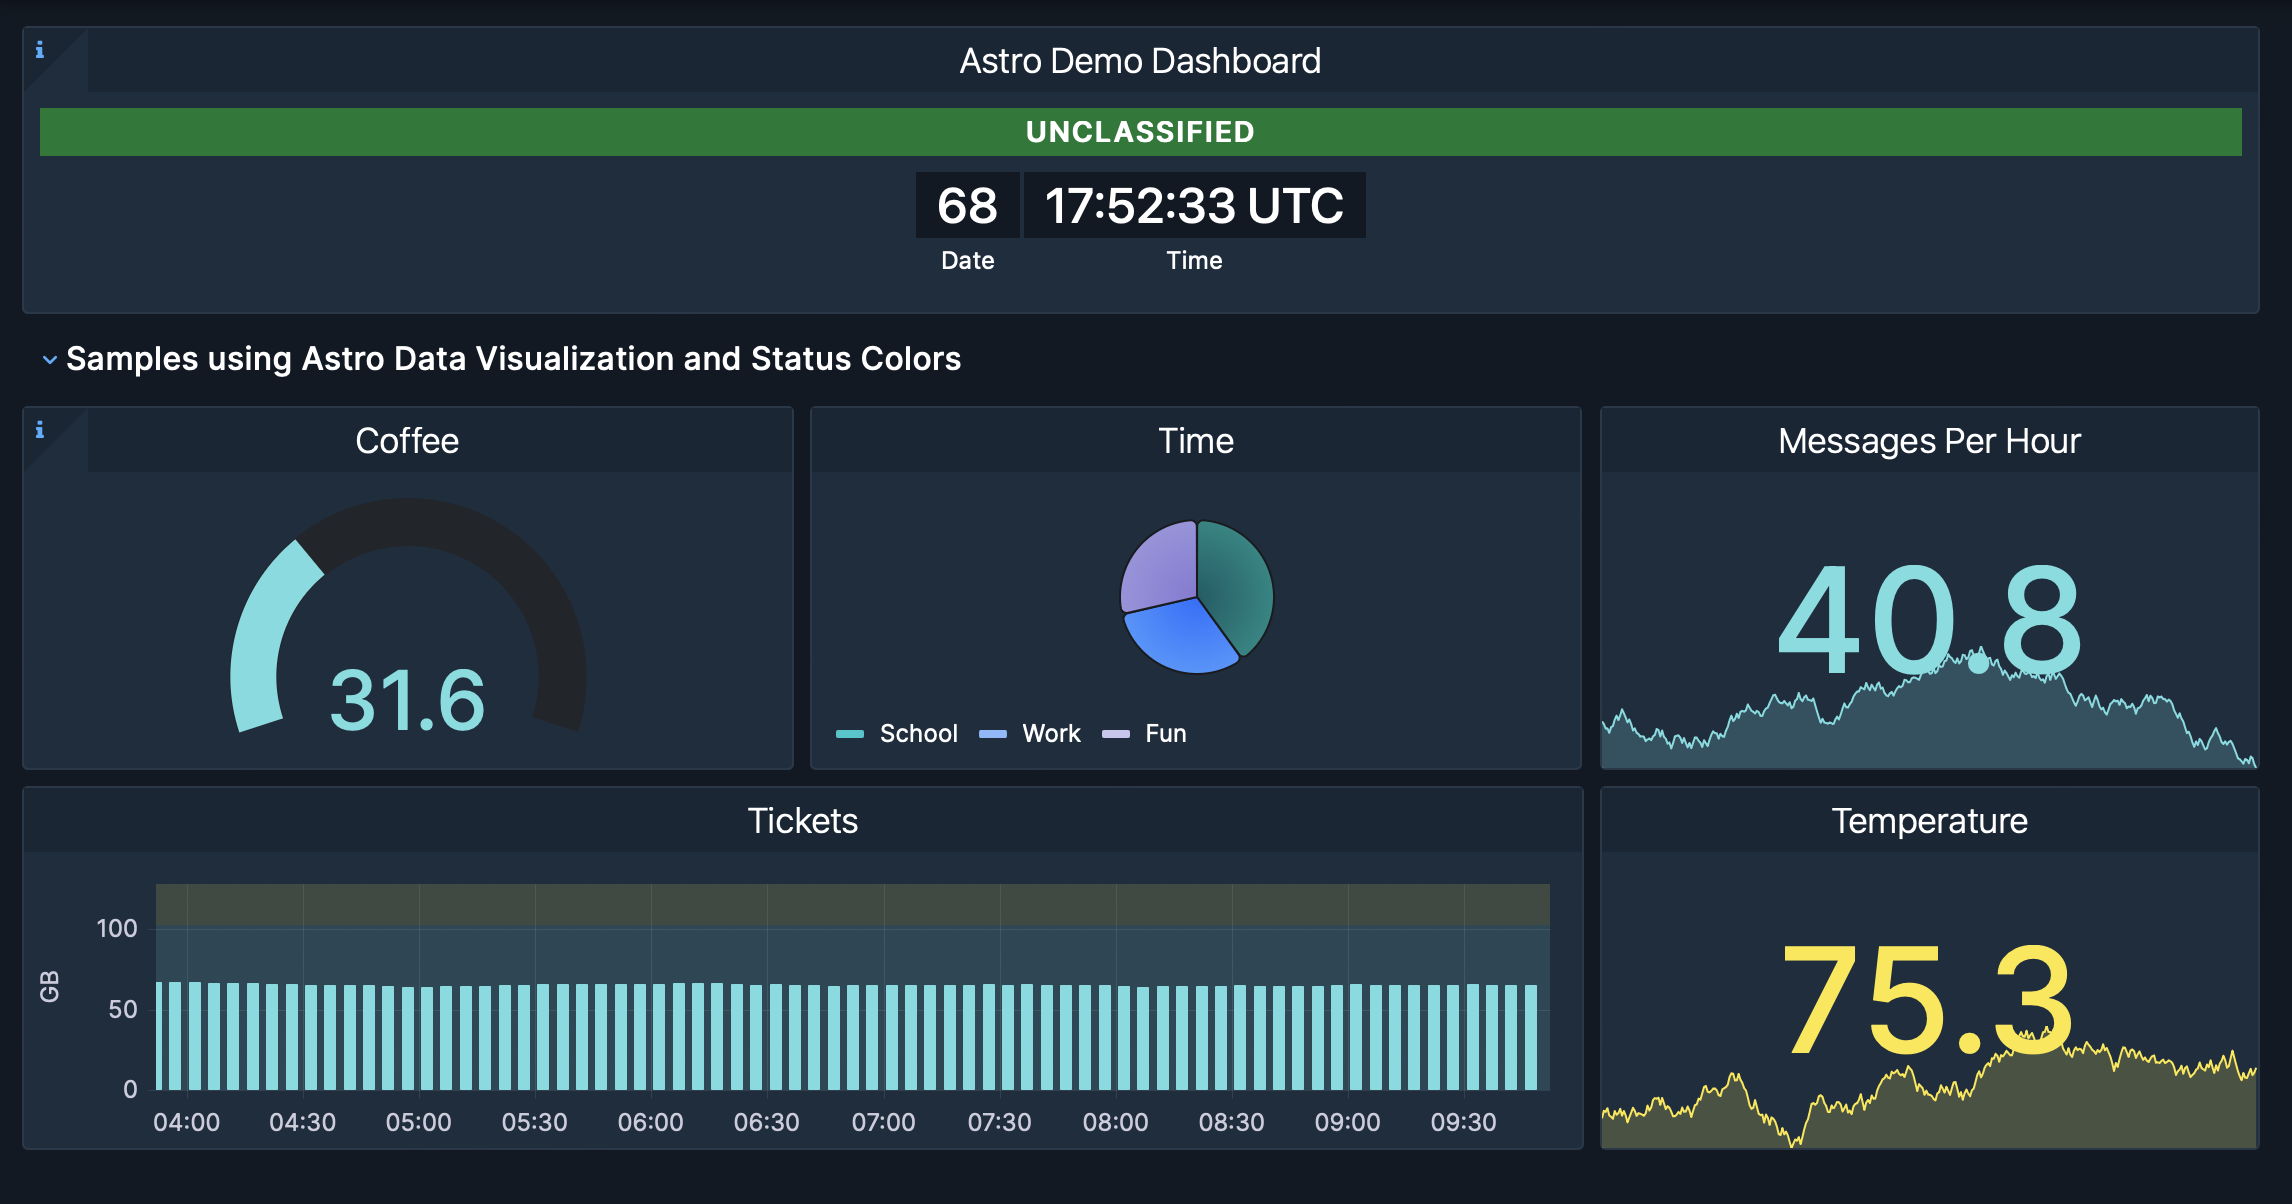 Astro Demo Dashboard
UNCLASSIFIED
68 17:52:33 UTC
Date Time
Samples using Astro Data Visualization and Status Colors
Coffee
31.6
Time
School Work Fun
Messages Per Hour
40.8
Tickets
GB
100
50
0
04:00 04:30 05:00 05:30 06:00 06:30 07:00 07:30 08:00 08:30 09:00 09:30
Temperature
75.3